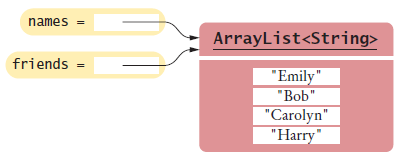 names =
friends =
ArrayList<String>
"Emily"
"Bob"
"Carolyn"
"Harry"